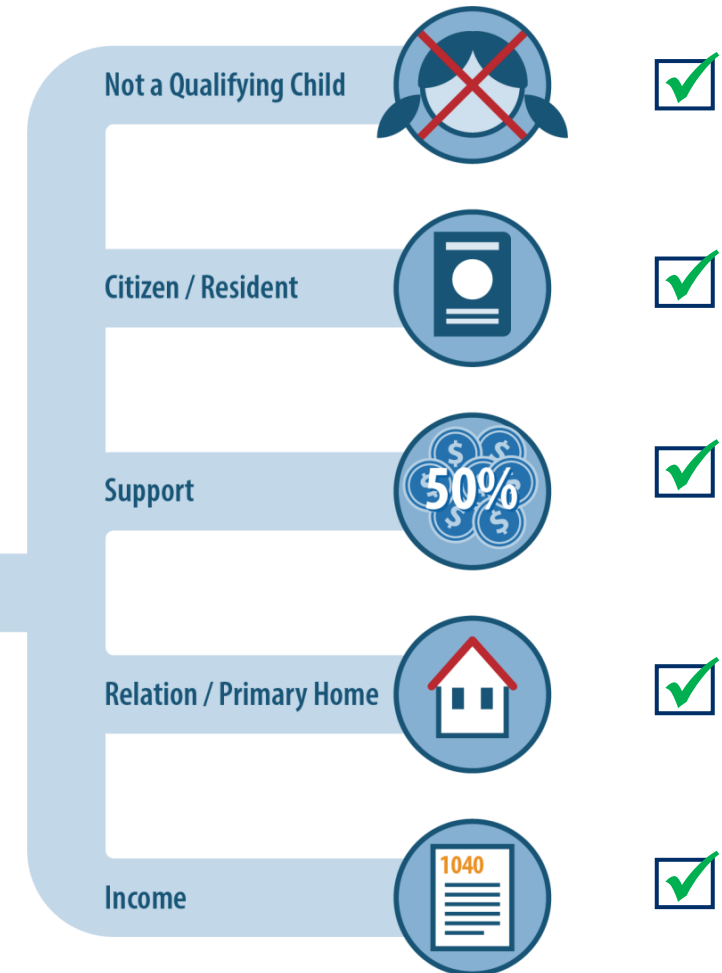 Not a Qualifying Child
Citizen / Resident
$ $
$ 50% $
$ $
Support
Relation / Primary Home
1040
Income